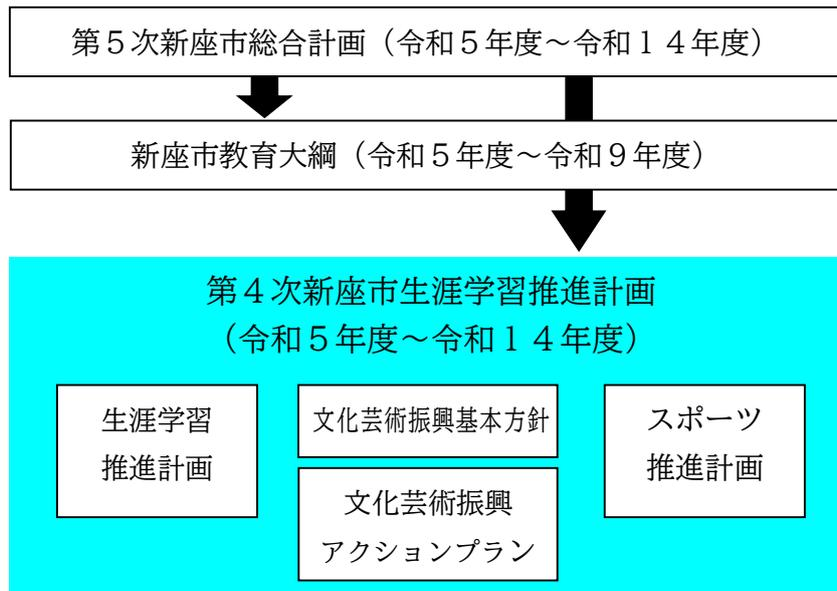 第５次新座市総合計画（令和５年度～令和１４年度）
新座市教育大綱（令和５年度～令和９年度）
第４次新座市生涯学習推進計画
（令和５年度～令和１４年度）
生涯学習
推進計画
文化芸術振興基本方針
文化芸術振興
アクションプラン
スポーツ
推進計画